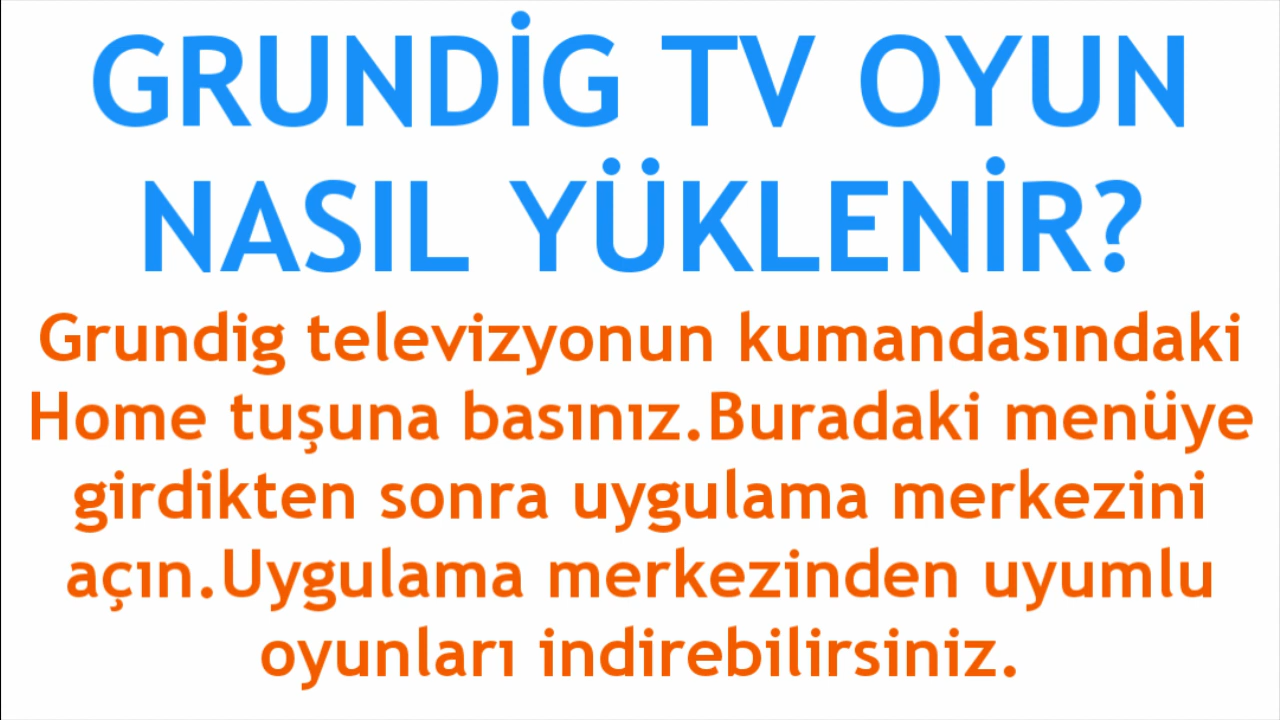 GRUNDİG TV OYUN
NASIL YÜKLENİR?
Grundig televizyonun kumandasındaki
Home tuşuna basınız.Buradaki menüye
girdikten sonra uygulama merkezini
açın.Uygulama merkezinden uyumlu
oyunları indirebilirsiniz.